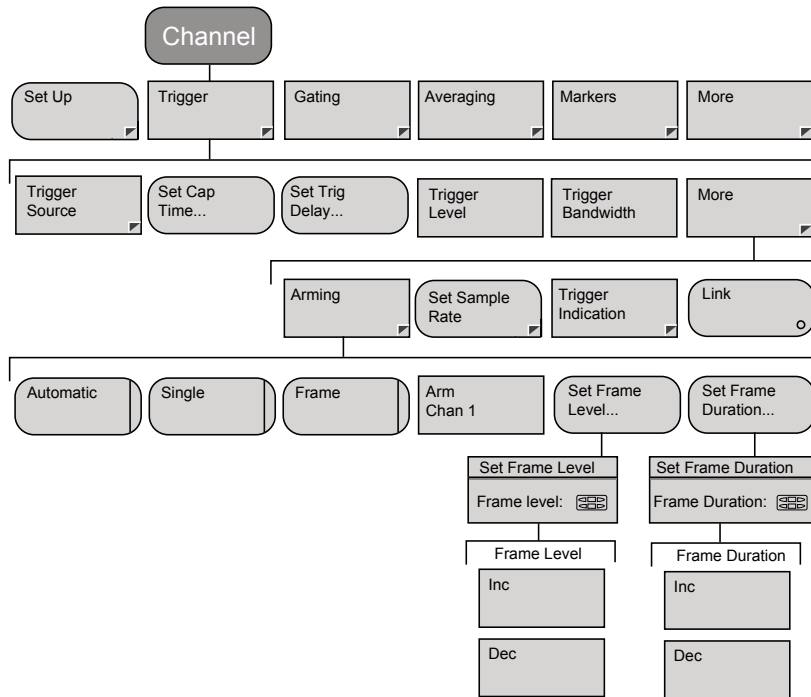 Channel
Set Up
Trigger
Gating
Averaging
Markers
More
Trigger
Source
Set Cap
Time...
Set Trig
Delay...
Trigger
Level
Trigger
Bandwidth
More
Arming
Set Sample
Rate
Trigger
Indication
Link
Automatic
Single
Frame
Arm
Chan 1
Set Frame
Level...
Set Frame
Duration...
Set Frame Level
Frame level:
Set Frame Duration
Frame Duration:
Frame Level
Inc
Dec
Frame Duration
Inc
Dec